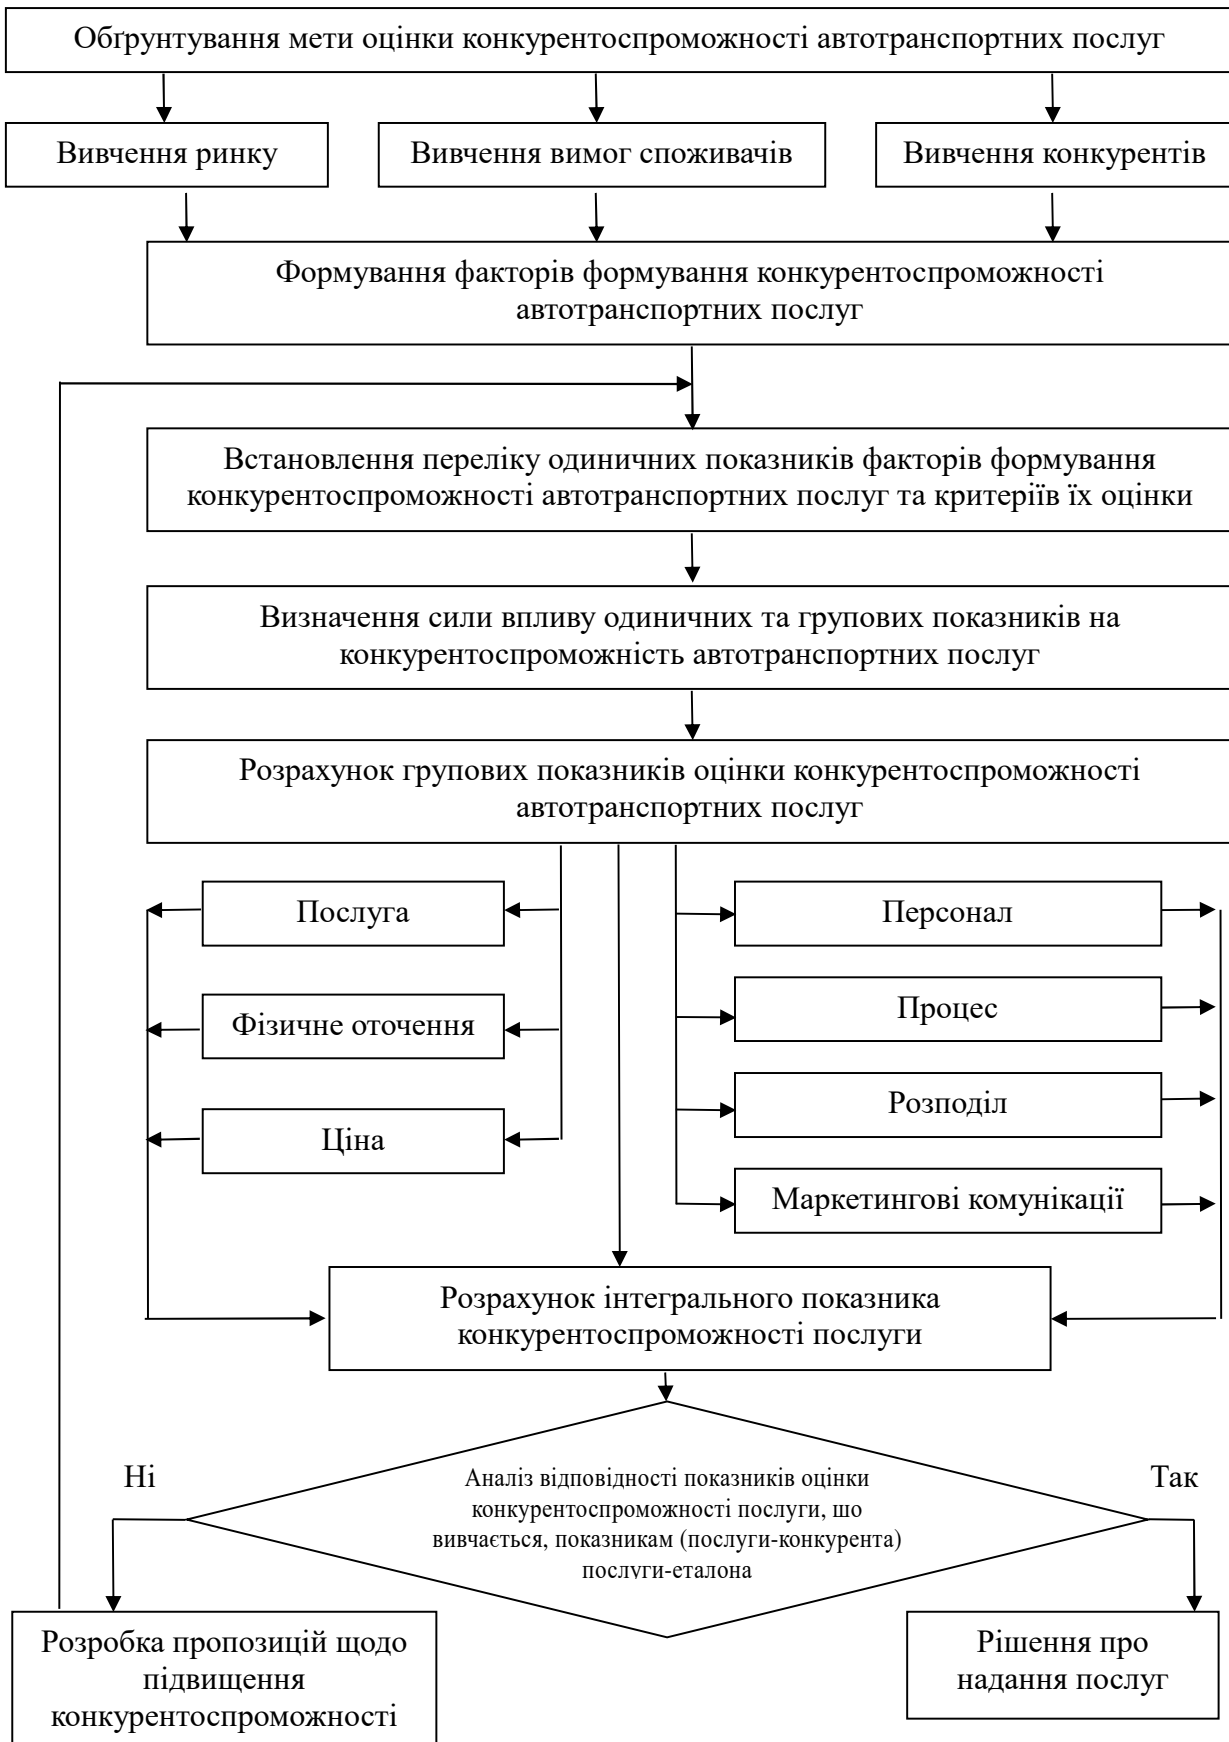 Обґрунтування мети оцінки конкурентоспроможності автотранспортних послуг
Вивчення ринку
Вивчення вимог споживачів
Вивчення конкурентів
Формування факторів формування конкурентоспроможності
автотранспортних послуг
Встановлення переліку одиничних показників факторів формування
конкурентоспроможності автотранспортних послуг та критеріїв їх оцінки
Визначення сили впливу одиничних та групових показників на
конкурентоспроможність автотранспортних послуг
Розрахунок групових показників оцінки конкурентоспроможності
автотранспортних послуг
Послуга
Фізичне оточення
Ціна
Персонал
Процес
Розподіл
Маркетингові комунікації
Розрахунок інтегрального показника
конкурентоспроможності послуги
Ні
Так
Аналіз відповідності показників оцінки
конкурентоспроможності послуги, шо
вивчається, показникам (послуги-конкурента)
послуги-еталона
Розробка пропозицій щодо
підвищення
конкурентоспроможності
Рішення про
надання послуг